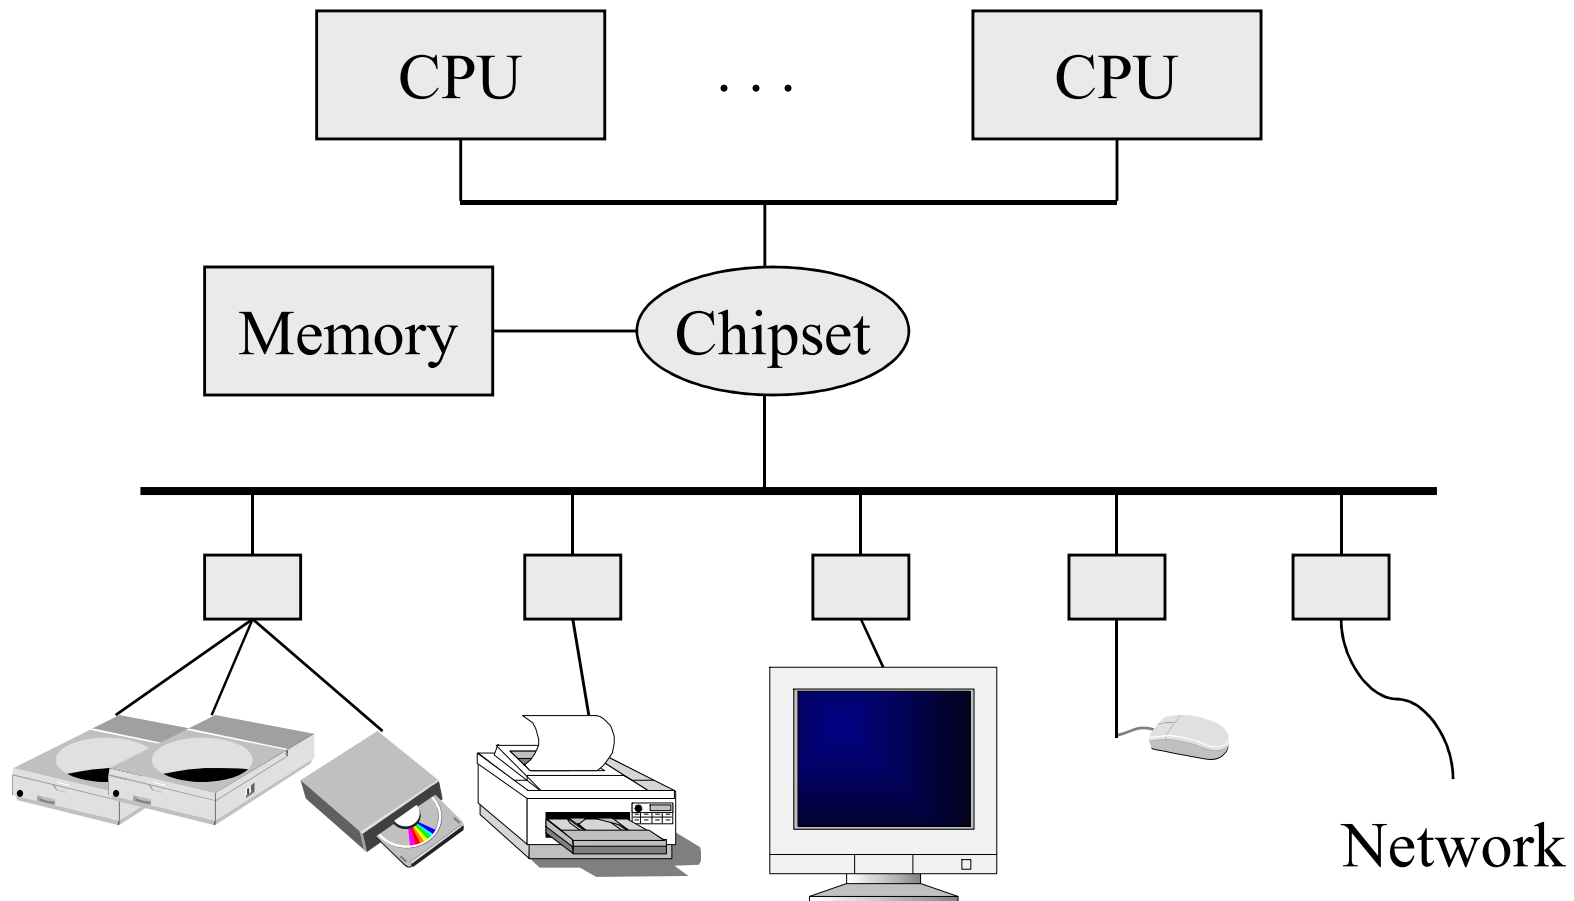 CPU . . . CPU
Memory Chipset
Network